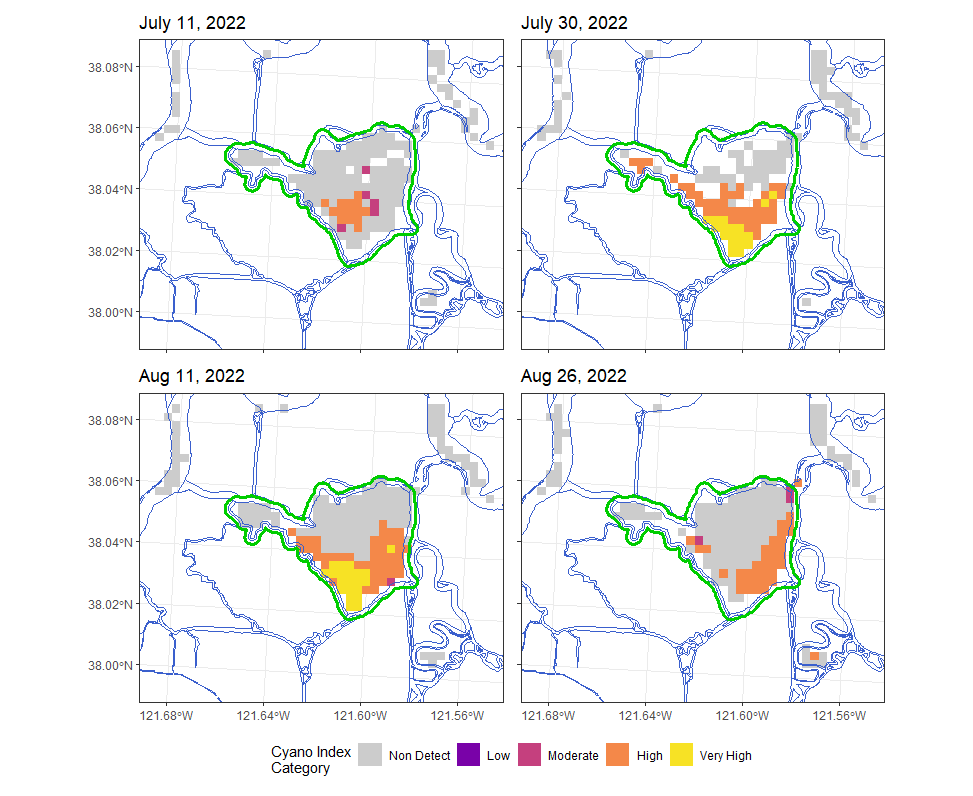 July 11, 2022
July 30, 2022
38.08°N
38.06°N
38.04°N
38.02°N
38.00°N
Aug 11, 2022
Aug 26, 2022
38.08°N
38.06°N
38.04°N
38.02°N
38.00°N
121.68°W 121.64°W 121.60°W 121.56°W 121.68°W 121.64°W 121.60°W 121.56°W
Cyano Index
Category
Non Detect Low Moderate High Very High